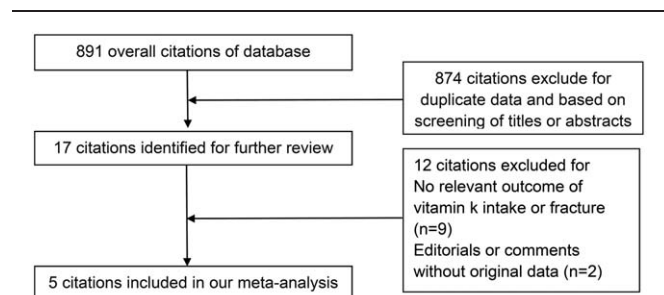 891 overall citations of database
874 citations exclude for
duplicate data and based on
screening of titles or abstracts
17 citations identified for further review
12 citations excluded for
No relevant outcome of
vitamin k intake or fracture
(n=9)
Editorials or comments
without original data (n=2)
5 citations included in our meta-analysis